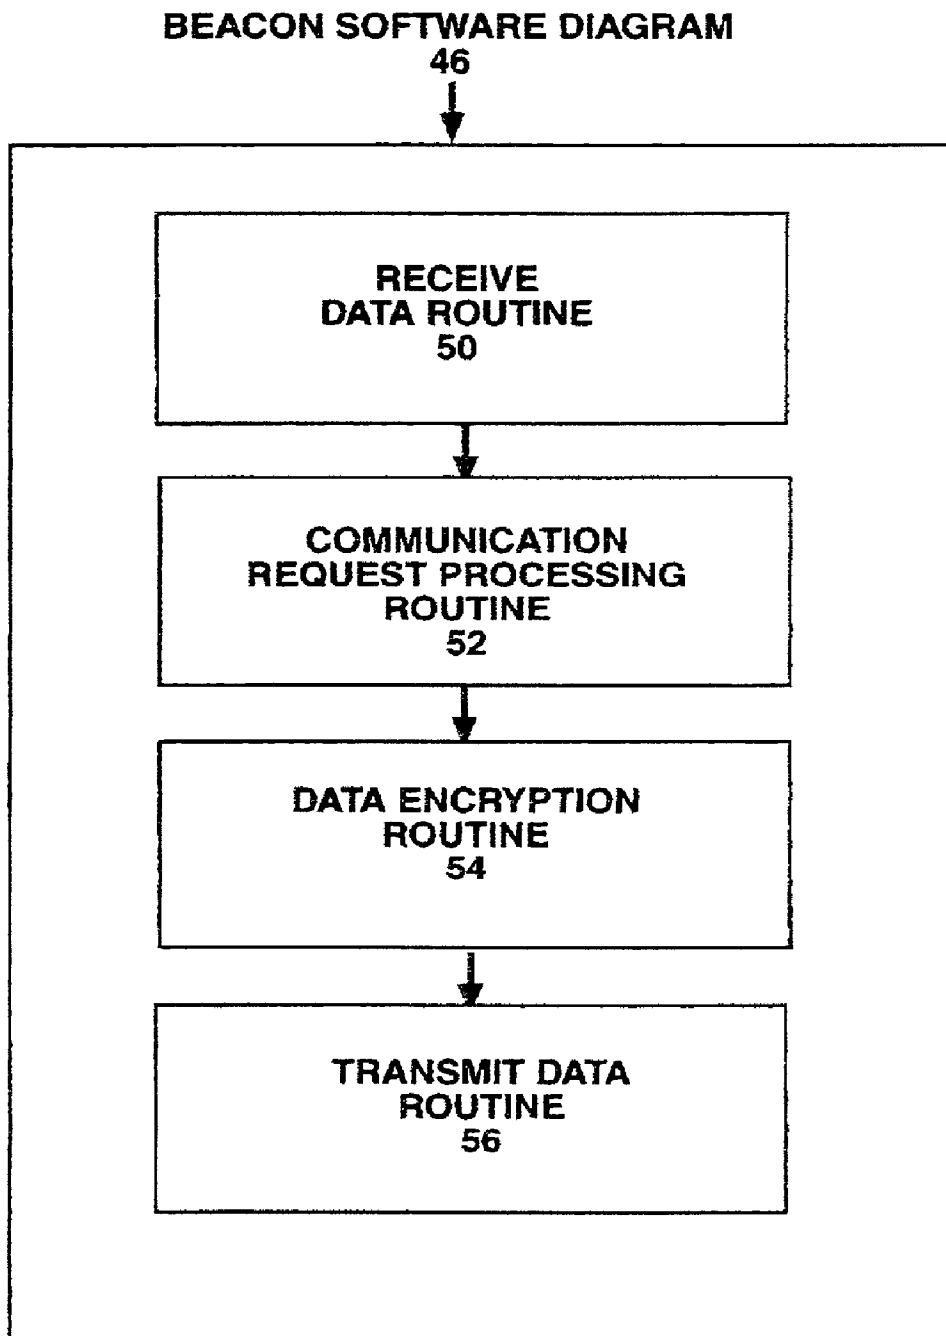 BEACON SOFTWARE DIAGRAM
46
RECEIVE
DATA ROUTINE
50
COMMUNICATION
REQUEST PROCESSING
ROUTINE
52
DATA ENCRYPTION
ROUTINE
54
TRANSMIT DATA
ROUTINE
56